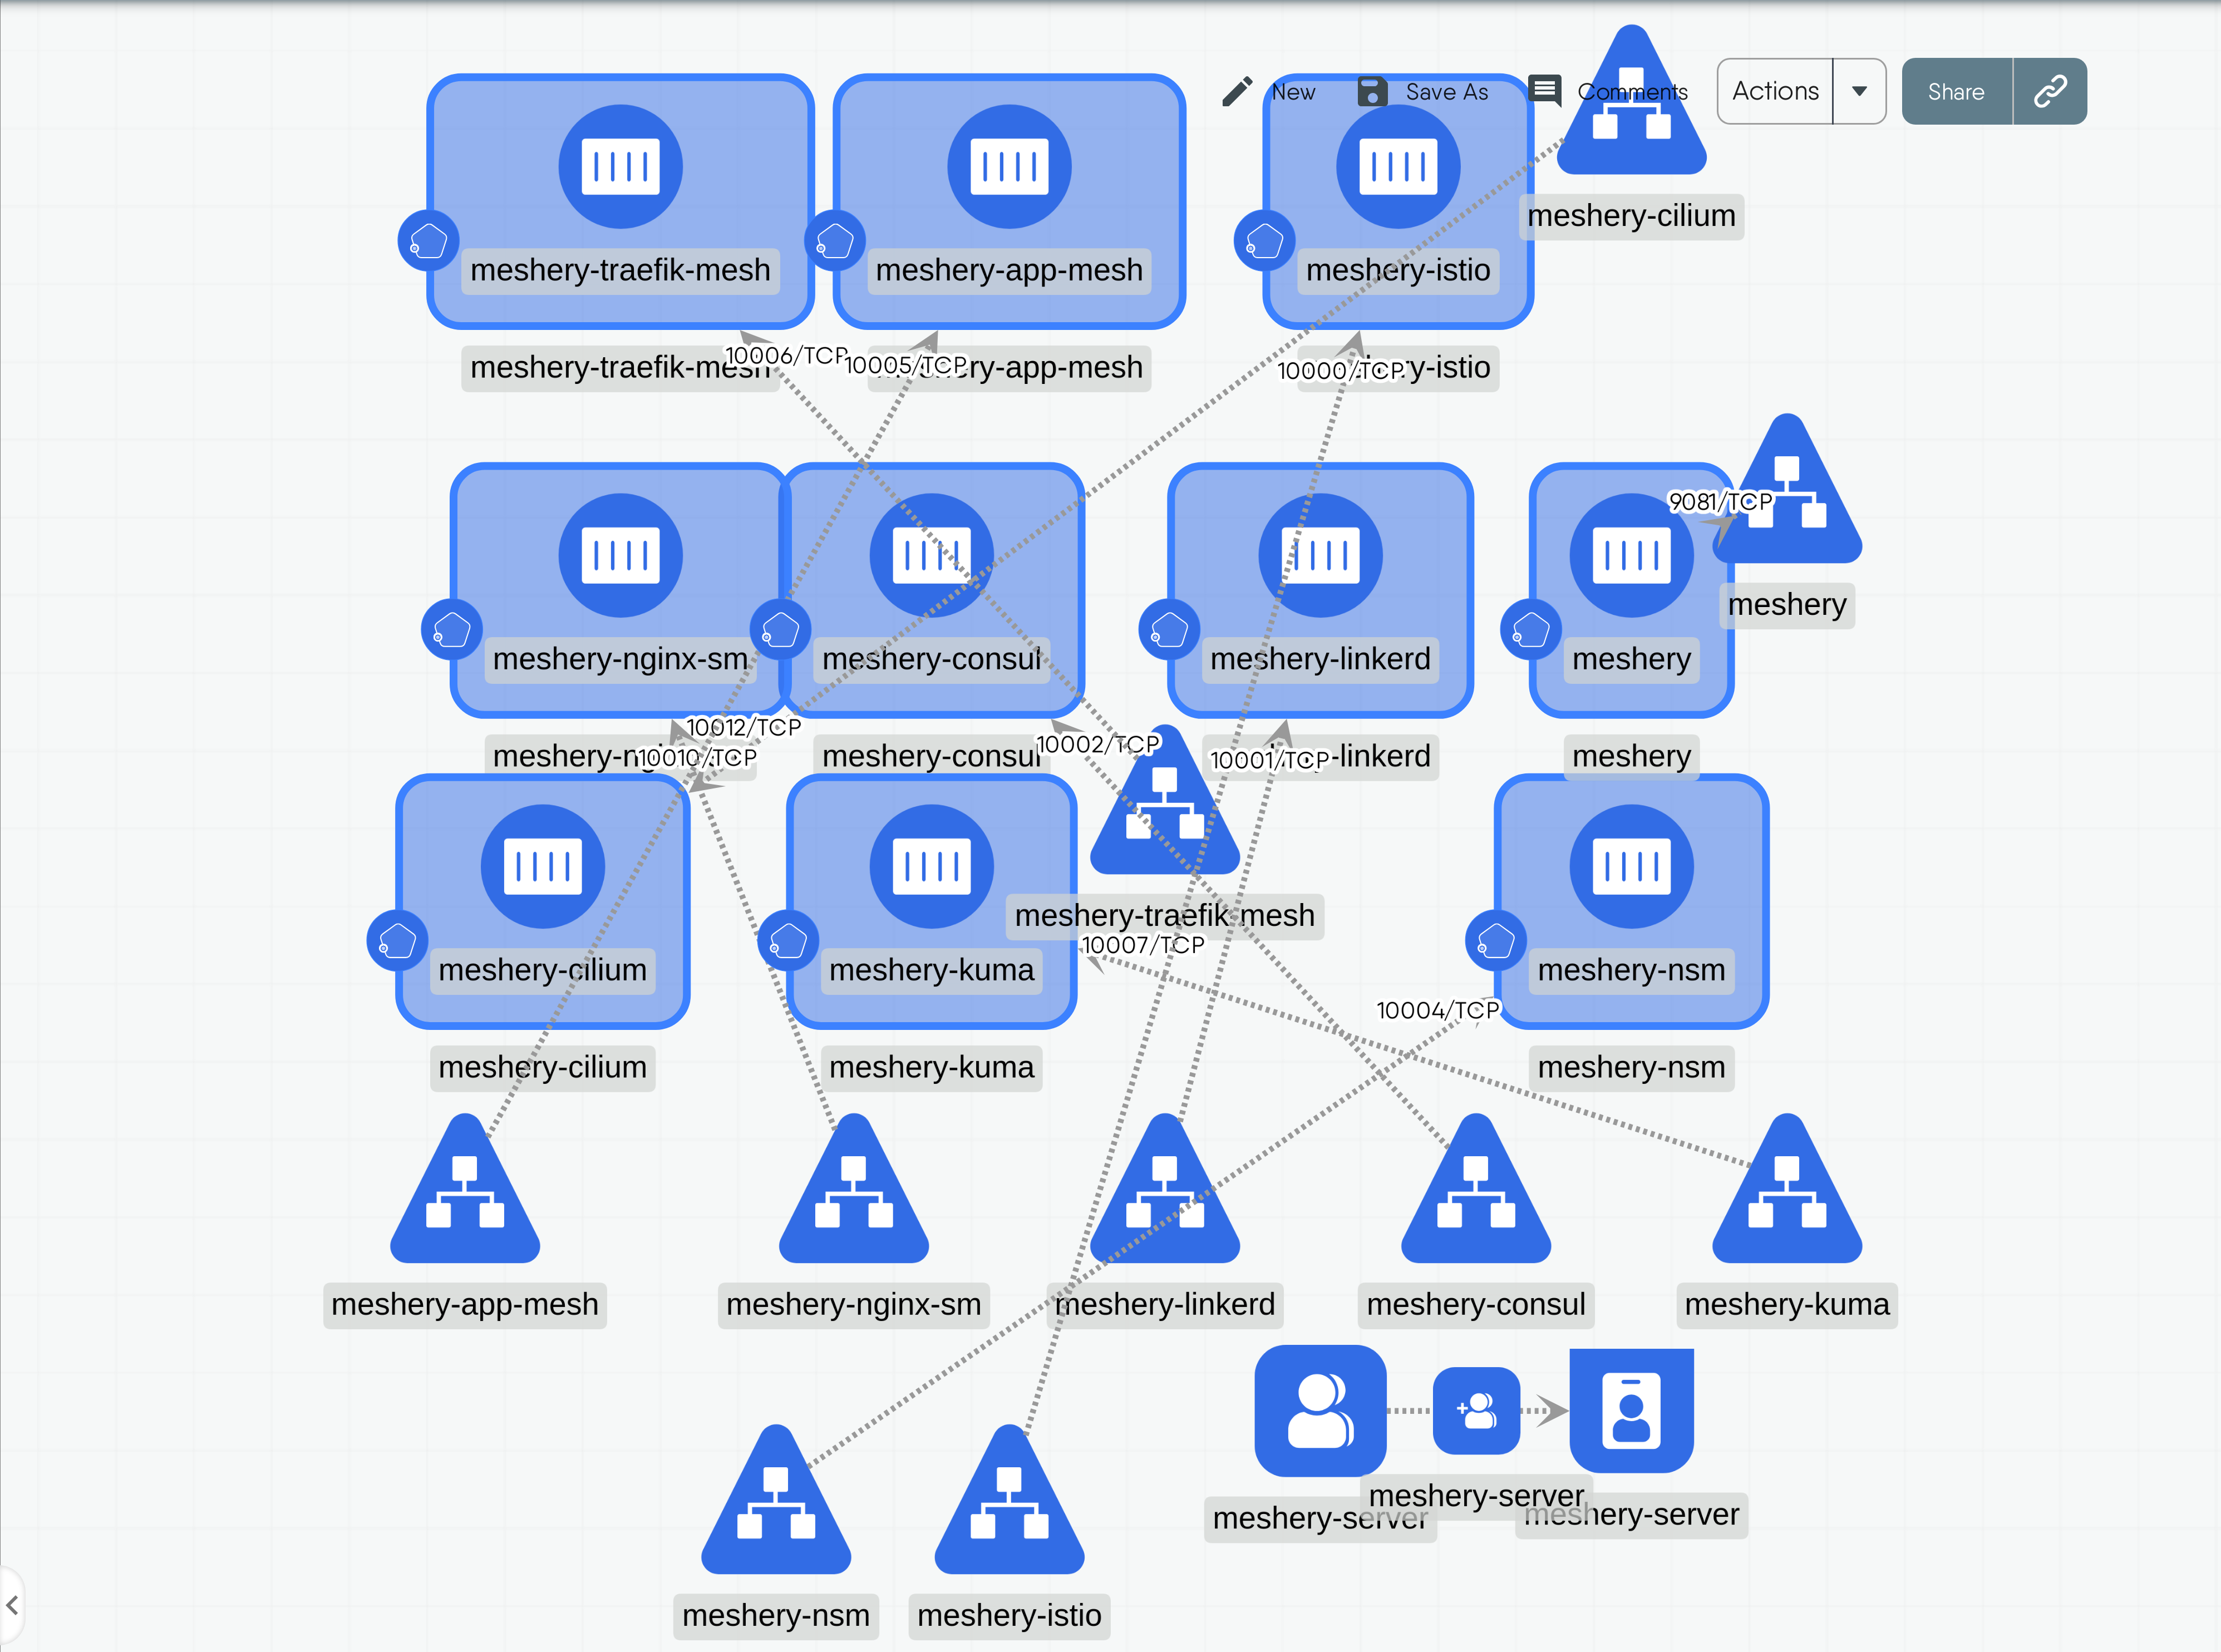 New
Save As
Comments
Actions
Share
meshery-cilium
meshery-traefik-mesh
meshery-app-mesh
meshery-istio
meshery-traefik-mesh
10006/TCP
10005/TCP
ry-app-mesh
10000/TCP
y-istio
9081/TCP
meshery
meshery-nginx-sm
meshery-consul
meshery-linkerd
meshery
10012/TCP
meshery-ng
10010/TCP
meshery-consul
10002/TCP
10001/TCP
-linkerd
meshery
meshery-traefik-mesh
10007/TCP
meshery-cilium
meshery-kuma
meshery-nsm
10004/TCP
meshery-cilium
meshery-kuma
meshery-nsm
meshery-app-mesh
meshery-nginx-sm
meshery-linkerd
meshery-consul
meshery-kuma
meshery-server
meshery-server
meshery-server
meshery-nsm
meshery-istio